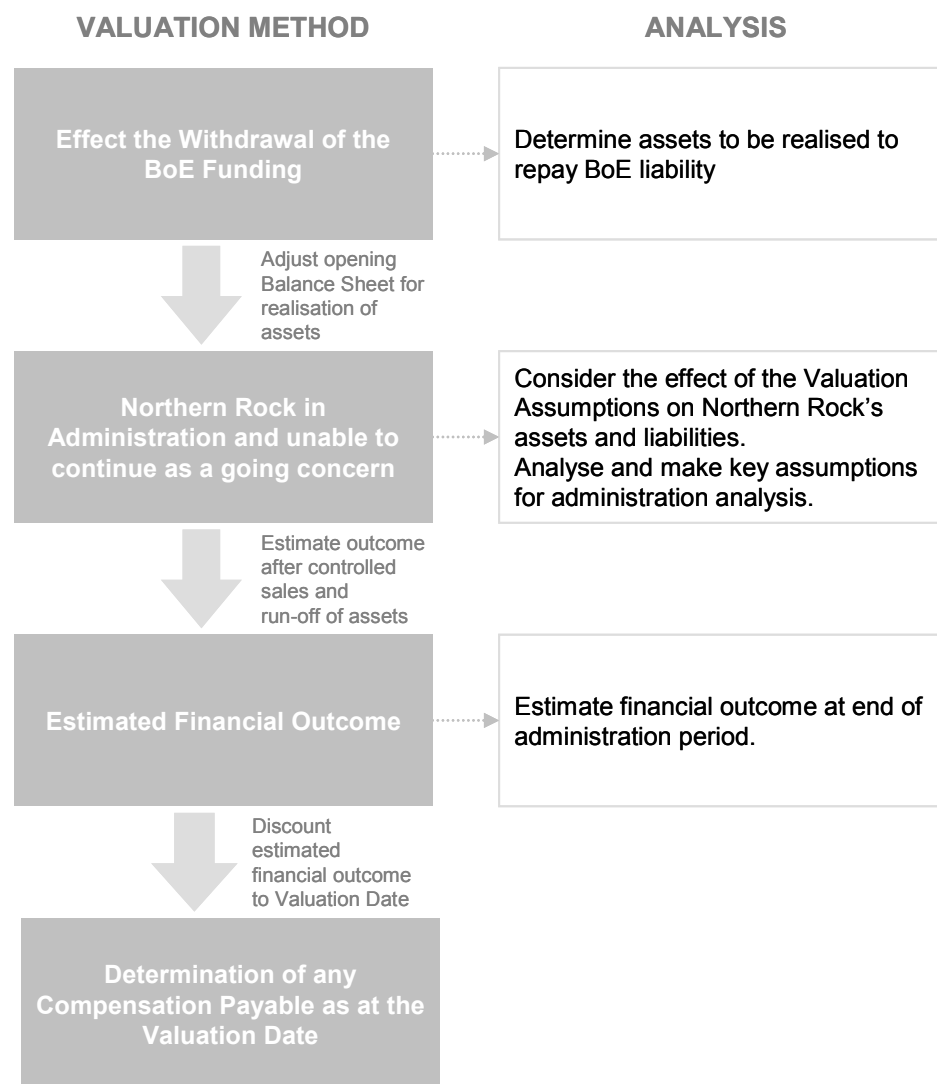 VALUATION METHOD
ANALYSIS
Effect the Withdrawal of the
BoE Funding
Determine assets to be realised to
repay BoE liability
Adjust opening
Balance Sheet for
realisation of
assets
Northern Rock in
Administration and unable to
continue as a going concern
Consider the effect of the Valuation
Assumptions on Northern Rock’s
assets and liabilities.
Analyse and make key assumptions
for administration analysis.
Estimate outcome
after controlled
sales and
run-off of assets
Estimated Financial Outcome
Estimate financial outcome at end of
administration period.
Discount
estimated
financial outcome
to Valuation Date
Determination of any
Compensation Payable as at the
Valuation Date